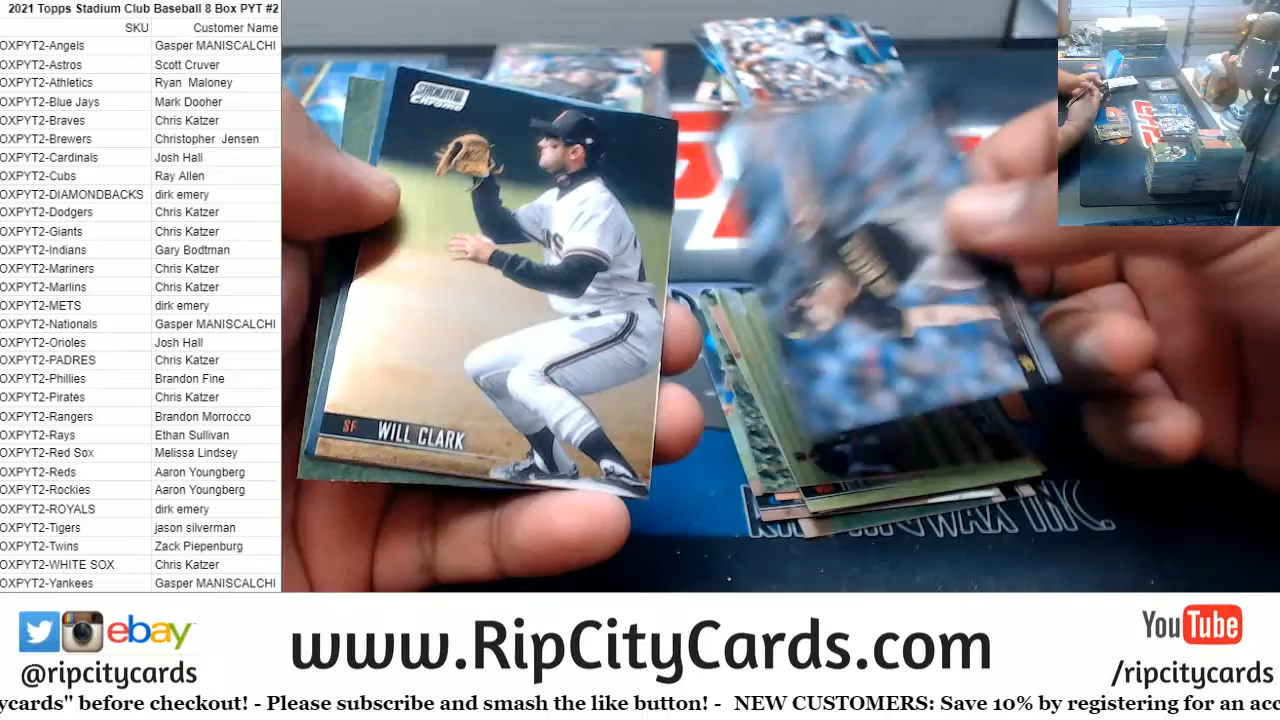 2021 Topps Stadium Club Baseball 8 Box PYT #2
SKU Customer Name
OXPYT2-Angels Gasper MANISCALCHI
OXPYT2-Astros Scott Cruver
OXPYT2-Athletics Ryan Maloney
OXPYT2-Blue Jays Mark Dooher
OXPYT2-Braves Chris Katzer
OXPYT2-Brewers Christopher Jensen
OXPYT2-Cardinals Josh Hall
OXPYT2-Cubs Ray Allen
OXPYT2-DIAMONDBACKS dirk emery
OXPYT2-Dodgers Chris Katzer
OXPYT2-Giants Chris Katzer
OXPYT2-Indians Gary Bodtman
OXPYT2-Mariners Chris Katzer
OXPYT2-Marlins Chris Katzer
OXPYT2-METS dirk emery
OXPYT2-Nationals Gasper MANISCALCHI
OXPYT2-Orioles Josh Hall
OXPYT2-PADRES Chris Katzer
OXPYT2-Phillies Brandon Fine
OXPYT2-Pirates Chris Katzer
OXPYT2-Rangers Brandon Morrocco
OXPYT2-Rays Ethan Sullivan
OXPYT2-Red Sox Melissa Lindsey
OXPYT2-Reds Aaron Youngberg
OXPYT2-Rockies Aaron Youngberg
OXPYT2-ROYALS dirk emery
OXPYT2-Tigers jason silverman
OXPYT2-Twins Zack Piepenburg
OXPYT2-WHITE SOX Chris Katzer
OXPYT2-Yankees Gasper MANISCALCHI
STADIUM CHROME
SF WILL CLARK
INC.
ebay
@ripcitycards
www.RipCityCards.com
YouTube
/ripcitycards
ycards" before checkout! - Please subscribe and smash the like button! - NEW CUSTOMERS: Save 10% by registering for an acc